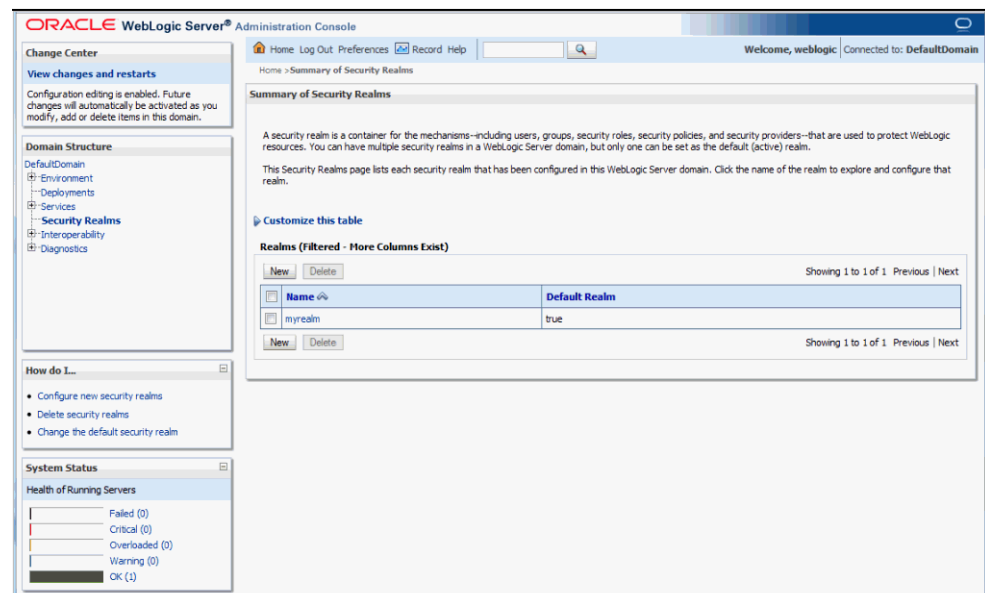 ORACLE WebLogic Server® Administration Console
Change Center
View changes and restarts
Configuration editing is enabled. Future
changes will automatically be activated as you
modify, add or delete items in this domain.
Domain Structure
DefaultDomain
Environment
Deployments
Services
Security Realms
Interoperability
Diagnostics
How do I...
Configure new security realms
Delete security realms
Change the default security realm
System Status
Health of Running Servers
Failed (0)
Critical (0)
Overloaded (0)
Warning (0)
OK (1)
Home Log Out Preferences Record Help
Welcome, weblogic Connected to: DefaultDomain
Home >Summary of Security Realms
Summary of Security Realms
A security realm is a container for the mechanisms--including users, groups, security roles, security policies, and security providers--that are used to protect WebLogic
resources. You can have multiple security realms in a WebLogic Server domain, but only one can be set as the default (active) realm.
This Security Realms page lists each security realm that has been configured in this WebLogic Server domain. Click the name of the realm to explore and configure that
realm.
Customize this table
Realms (Filtered - More Columns Exist)
New Delete Showing 1 to 1 of 1 Previous | Next
Name Default Realm
myrealm true
New Delete Showing 1 to 1 of 1 Previous | Next